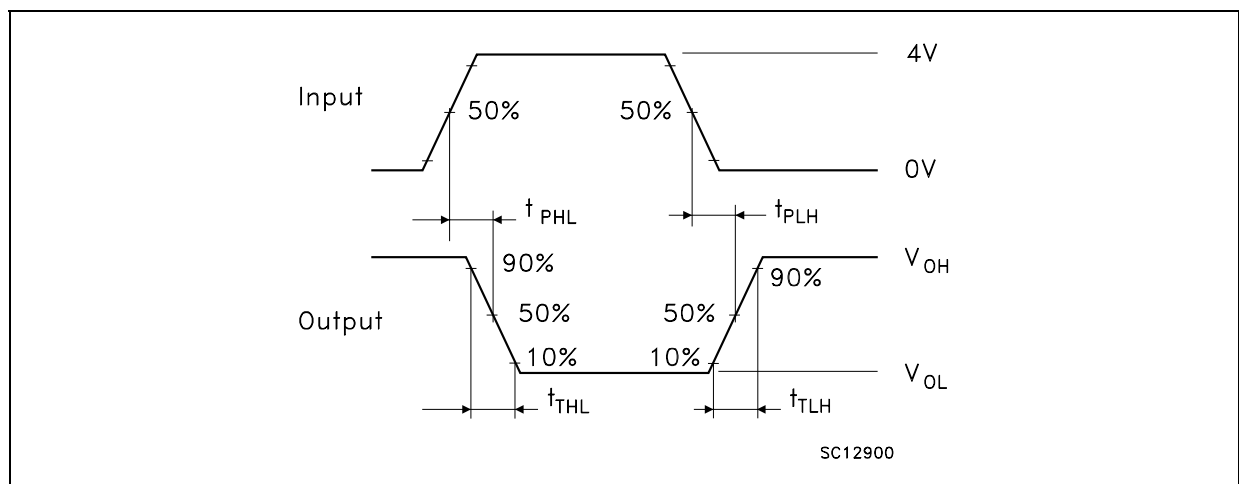 4V
Input
50% 50%
0V
t PHL tPLH
90% VOH
90%
50% 50%
Output
10% 10%
VOL
tTHL tTLH
SC12900